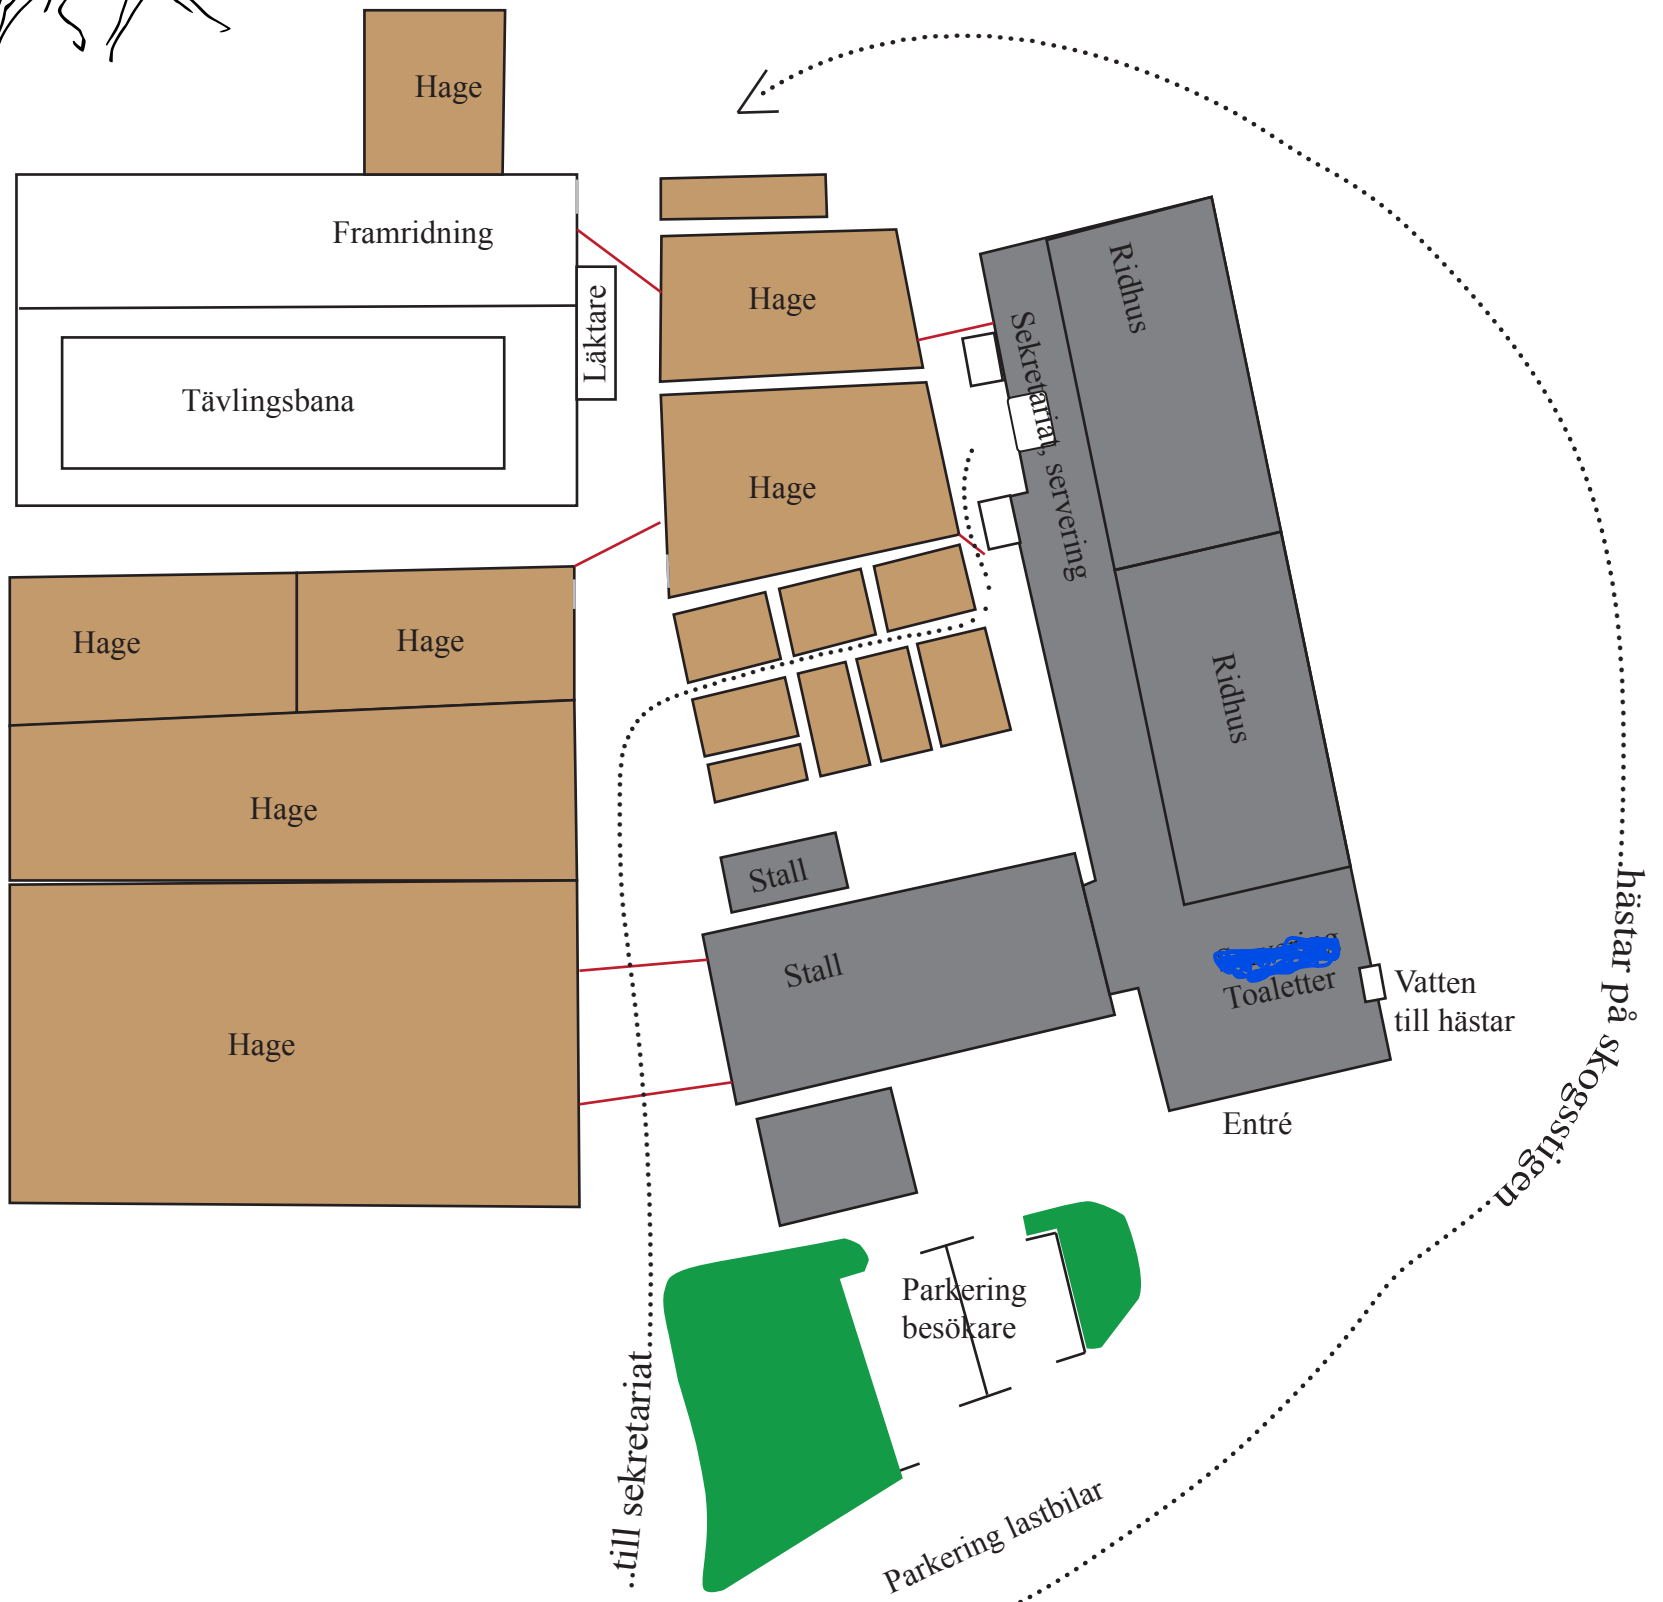 Hage
Framridning
Läktare
Tävlingsbana
Hage
Hage
Ridhus
Sekretariat, servering
Hage
Hage
Hage
Hage
Ridhus
Stall
Stall
Toaletter
Vatten
till hästar
Entré
hästar på skogsstigen
Parkering
besökare
till sekretariat
Parkering lastbilar